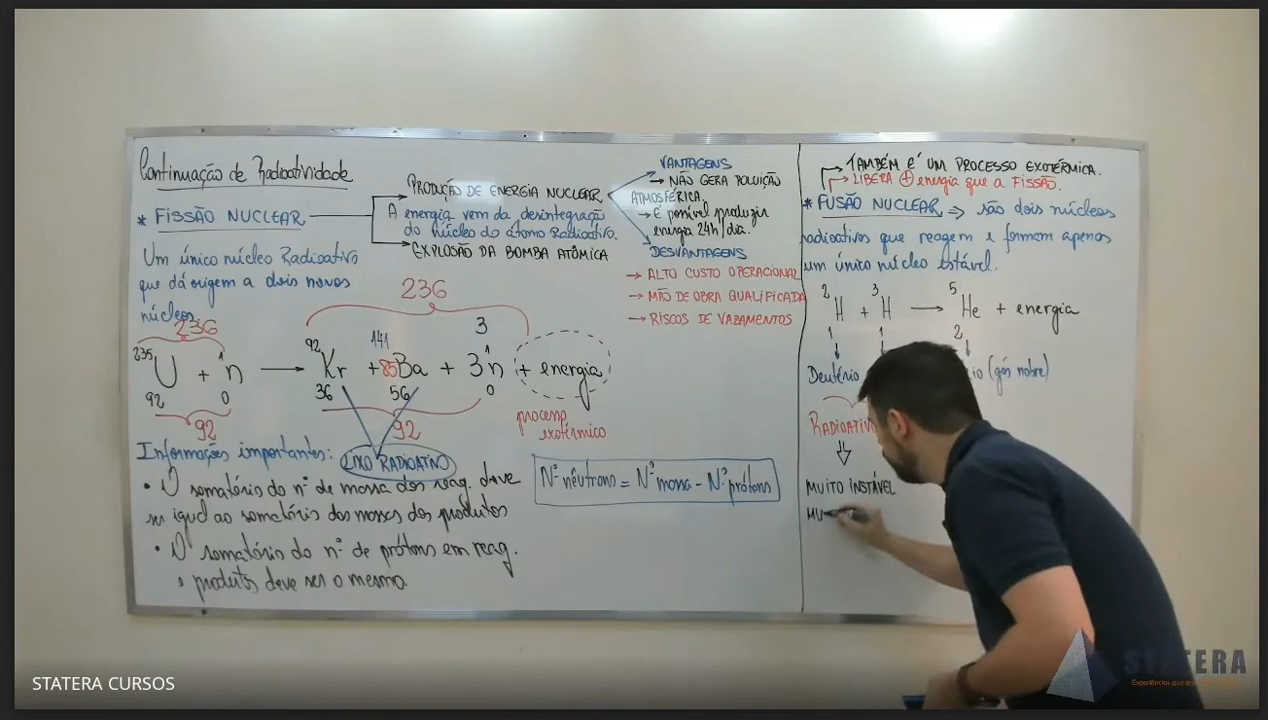 Continuação de Radioatividade
* FISSÃO NUCLEAR
Um único núcleo Radioativo
que dá origem a dois novos
núcleos.
PRODUÇÃO DE ENERGIA NUCLEAR
A energia vem da desintegração
do núcleo do átomo Radioativo.
EXPLOSÃO DA BOMBA ATÔMICA
VANTAGENS
→ NÃO GERA POLUIÇÃO
ATMOSFÉRICA.
→ É possível produzir
energia 24h/dia.
DESVANTAGENS
→ ALTO CUSTO OPERACIONAL
→ MÃO DE OBRA QUALIFICADA
→ RISCOS DE VAZAMENTOS
236 236
235 1 92 141 3 1
U + n → Kr + Ba + 3n + energia
92 0 36 85 56 0
92 92
processo
exotérmico
LIXO RADIOATIVO
Informações importantes:
• O somatório do nº de massa dos reag. deve
ser igual ao somatório das massas dos produtos
• O somatório do nº de prótons em reag.
e produtos deve ser o mesmo.
Nº nêutrons = Nº massa - Nº prótons
→ TAMBÉM É UM PROCESSO EXOTÉRMICA.
→ LIBERA + energia que a FISSÃO.
* FUSÃO NUCLEAR ⇒ são dois núcleos
radioativos que reagem e formam apenas
um único núcleo estável.
2 3 5
H + H → He + energia
1 1 2
Deutério (gás nobre)
MUITO INSTÁVEL
STATERA CURSOS
STATERA